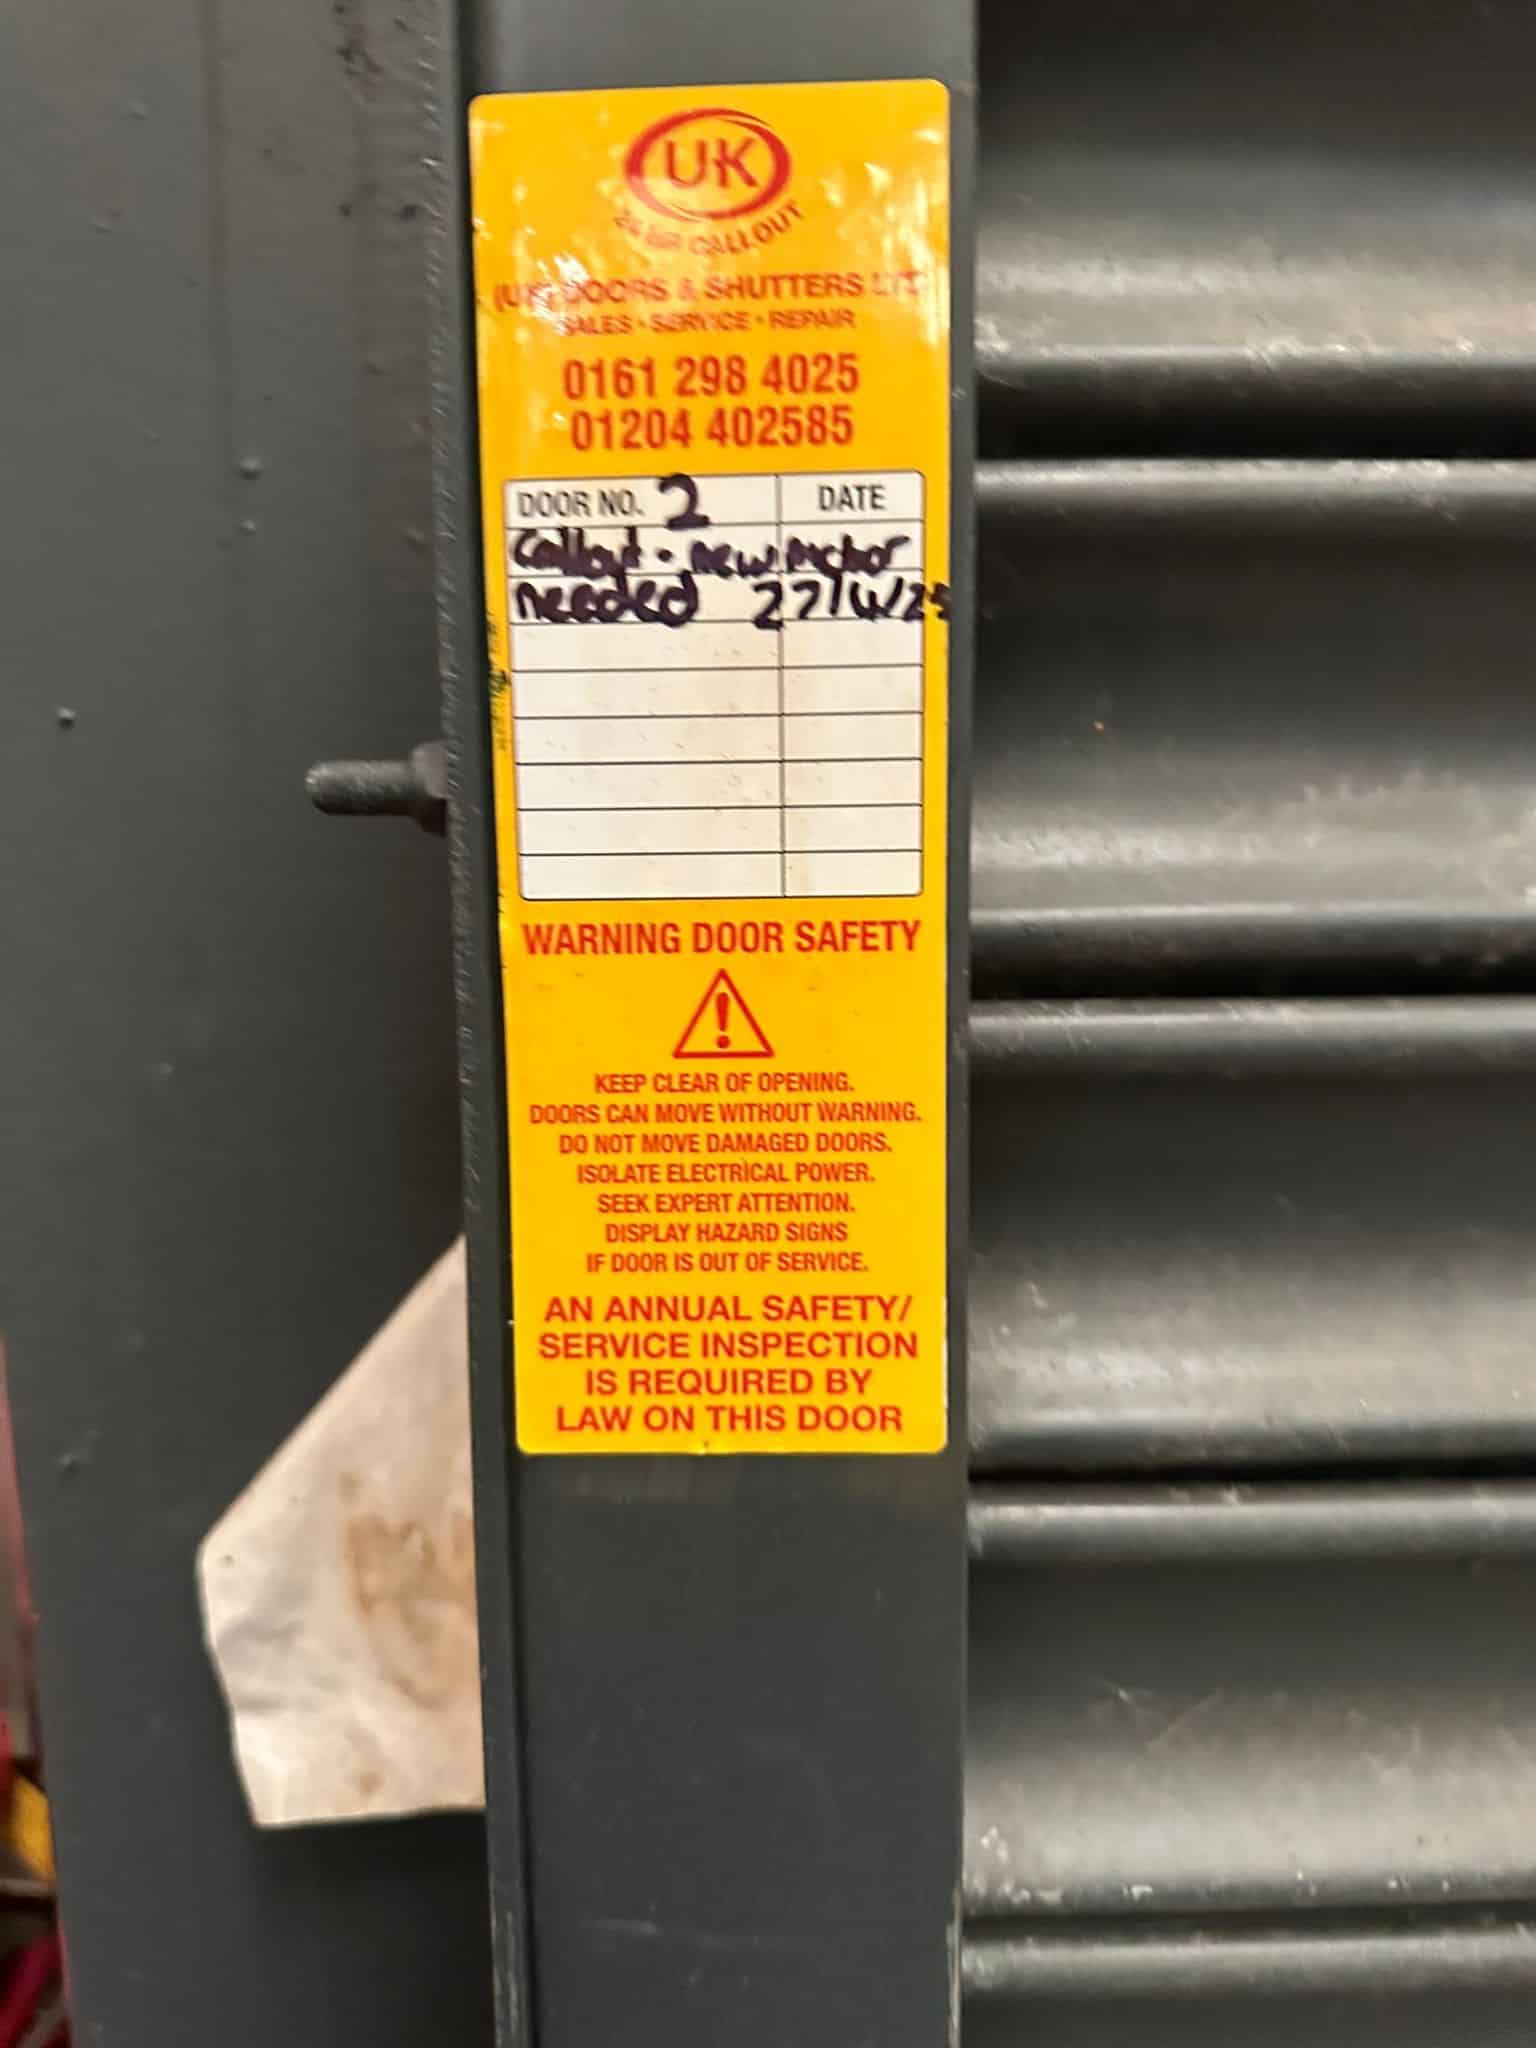 UK
24 HR CALLOUT
(UK) DOORS & SHUTTERS LTD
SALES · SERVICE · REPAIR
0161 298 4025
01204 402585
DOOR NO. 2 DATE
Callout · new motor
needed 27/4/25
WARNING DOOR SAFETY
!
KEEP CLEAR OF OPENING.
DOORS CAN MOVE WITHOUT WARNING.
DO NOT MOVE DAMAGED DOORS.
ISOLATE ELECTRICAL POWER.
SEEK EXPERT ATTENTION.
DISPLAY HAZARD SIGNS
IF DOOR IS OUT OF SERVICE.
AN ANNUAL SAFETY/
SERVICE INSPECTION
IS REQUIRED BY
LAW ON THIS DOOR